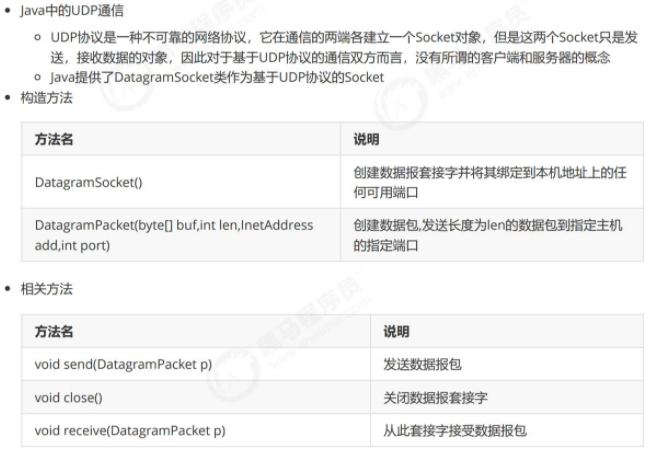 Java中的UDP通信
UDP协议是一种不可靠的网络协议，它在通信的两端各建立一个Socket对象，但是这两个Socket只是发
送，接收数据的对象，因此对于基于UDP协议的通信双方而言，没有所谓的客户端和服务器的概念
Java提供了DatagramSocket类作为基于UDP协议的Socket
构造方法
方法名 说明
DatagramSocket() 创建数据报套接字并将其绑定到本机地址上的任
何可用端口
DatagramPacket(byte[] buf,int len,InetAddress 创建数据包,发送长度为len的数据包到指定主机
add,int port) 的指定端口
相关方法
方法名 说明
void send(DatagramPacket p) 发送数据报包
void close() 关闭数据报套接字
void receive(DatagramPacket p) 从此套接字接受数据报包
黑马程序员